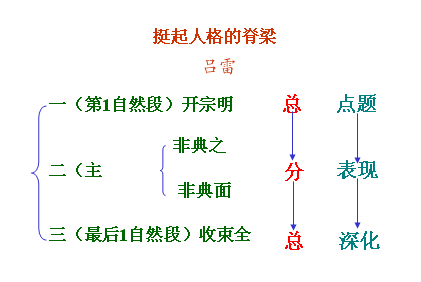 挺起人格的脊梁
吕雷
一（第1自然段）开宗明 总 点题
非典之
二（主 分 表现
非典面
三（最后1自然段）收束全 总 深化